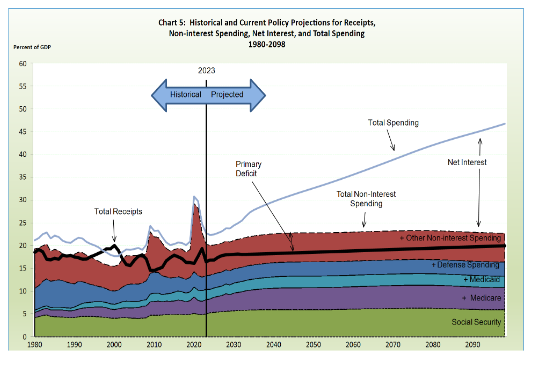 Chart 5: Historical and Current Policy Projections for Receipts,
Non-interest Spending, Net Interest, and Total Spending
1980-2098
Percent of GDP
2023
Historical Projected
Total Spending
Net Interest
Primary
Deficit
Total Non-Interest
Spending
Total Receipts
+ Other Non-interest Spending
+ Defense Spending
+ Medicaid
+ Medicare
Social Security
60
55
50
45
40
35
30
25
20
15
10
5
0
1980 1990 2000 2010 2020 2030 2040 2050 2060 2070 2080 2090